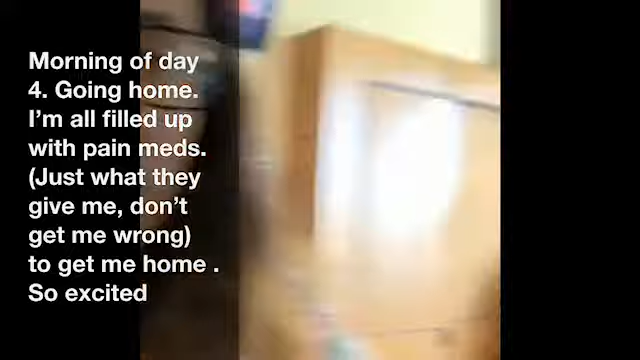 Morning of day
4. Going home.
I’m all filled up
with pain meds.
(Just what they
give me, don’t
get me wrong)
to get me home .
So excited